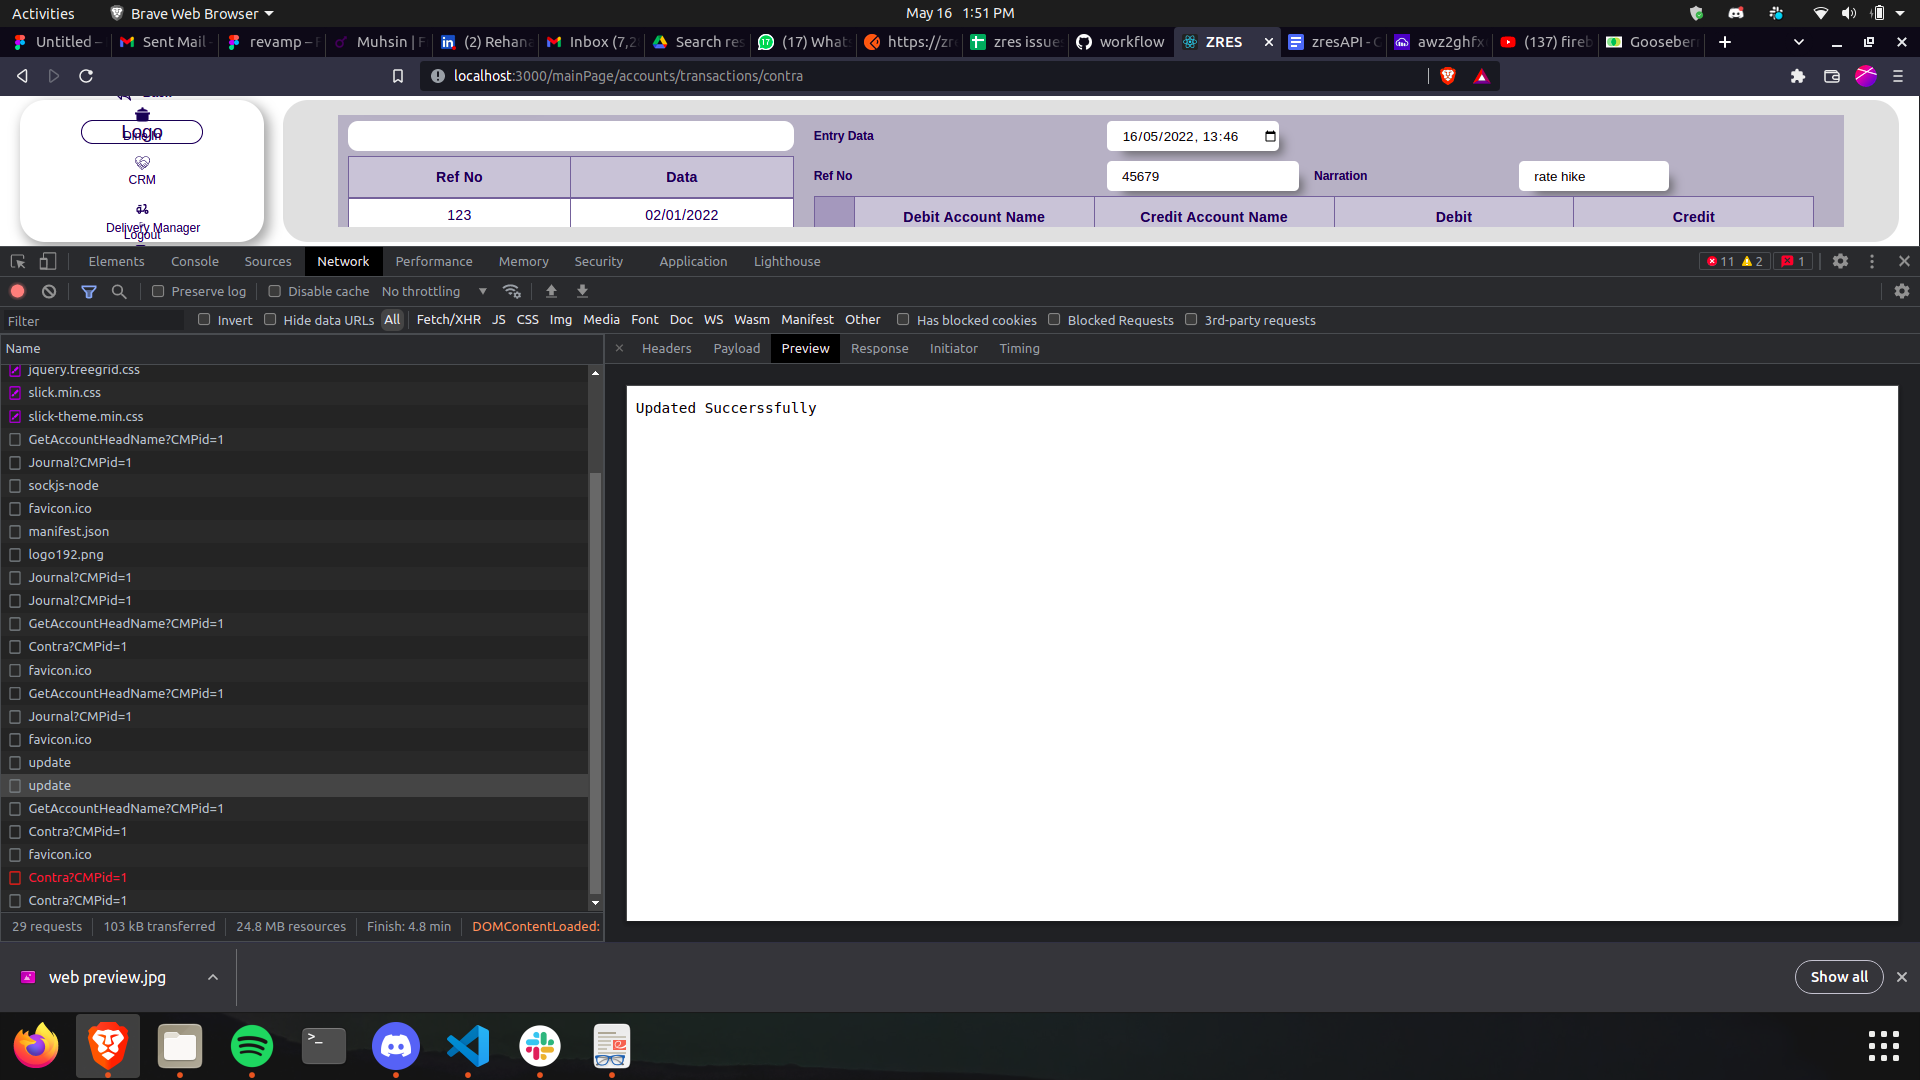 Activities
Brave Web Browser
May 16 1:51 PM
Untitled –
Sent Mail
revamp – F
Muhsin | F
(2) Rehana
Inbox (7,2
Search res
(17) Whats
https://zre
zres issue
workflow
ZRES
zresAPI - C
awz2ghfx
(137) fireb
Gooseber
localhost:3000/mainPage/accounts/transactions/contra
Logo
Dine In
CRM
Delivery Manager
Logout
Entry Data
16/05/2022, 13:46
Ref No
45679
Narration
rate hike
Ref No
Data
123
02/01/2022
Debit Account Name
Credit Account Name
Debit
Credit
Elements
Console
Sources
Network
Performance
Memory
Security
Application
Lighthouse
11
2
1
Preserve log
Disable cache
No throttling
Filter
Invert
Hide data URLs
All
Fetch/XHR
JS
CSS
Img
Media
Font
Doc
WS
Wasm
Manifest
Other
Has blocked cookies
Blocked Requests
3rd-party requests
Name
Headers
Payload
Preview
Response
Initiator
Timing
jquery.treegrid.css
slick.min.css
slick-theme.min.css
GetAccountHeadName?CMPid=1
Journal?CMPid=1
sockjs-node
favicon.ico
manifest.json
logo192.png
Journal?CMPid=1
Journal?CMPid=1
GetAccountHeadName?CMPid=1
Contra?CMPid=1
favicon.ico
GetAccountHeadName?CMPid=1
Journal?CMPid=1
favicon.ico
update
update
GetAccountHeadName?CMPid=1
Contra?CMPid=1
favicon.ico
Contra?CMPid=1
Contra?CMPid=1
Updated Succerssfully
29 requests
103 kB transferred
24.8 MB resources
Finish: 4.8 min
DOMContentLoaded:
web preview.jpg
Show all